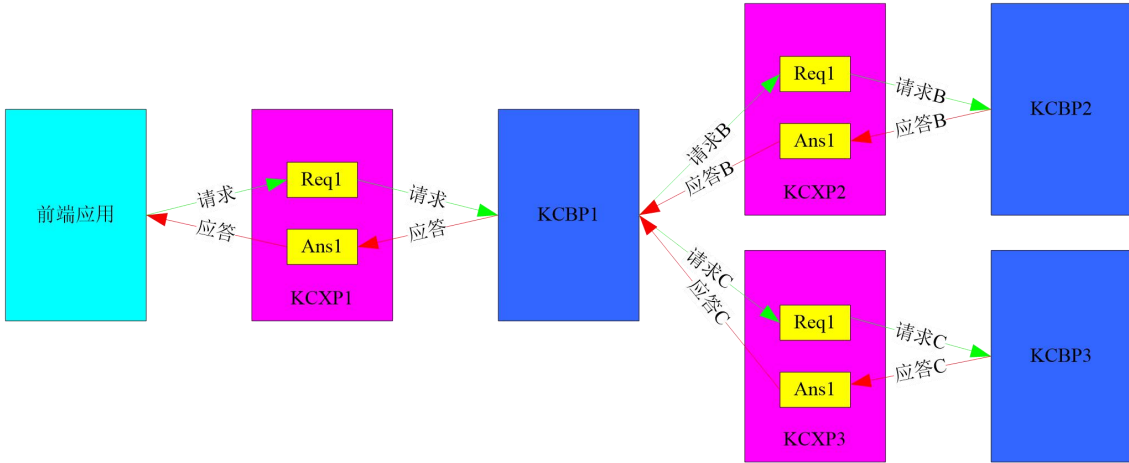 前端应用
请求
应答
Req1
Ans1
KCXP1
请求
应答
KCBP1
请求B
应答B
Req1
Ans1
KCXP2
请求B
应答B
KCBP2
请求C
应答C
Req1
Ans1
KCXP3
请求C
应答C
KCBP3